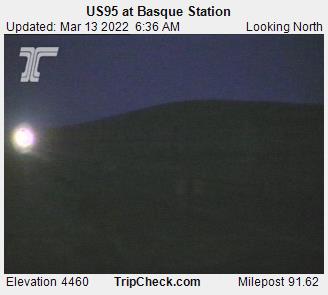 US95 at Basque Station
Updated: Mar 13 2022 6:36 AM Looking North
Elevation 4460 TripCheck.com Milepost 91.62